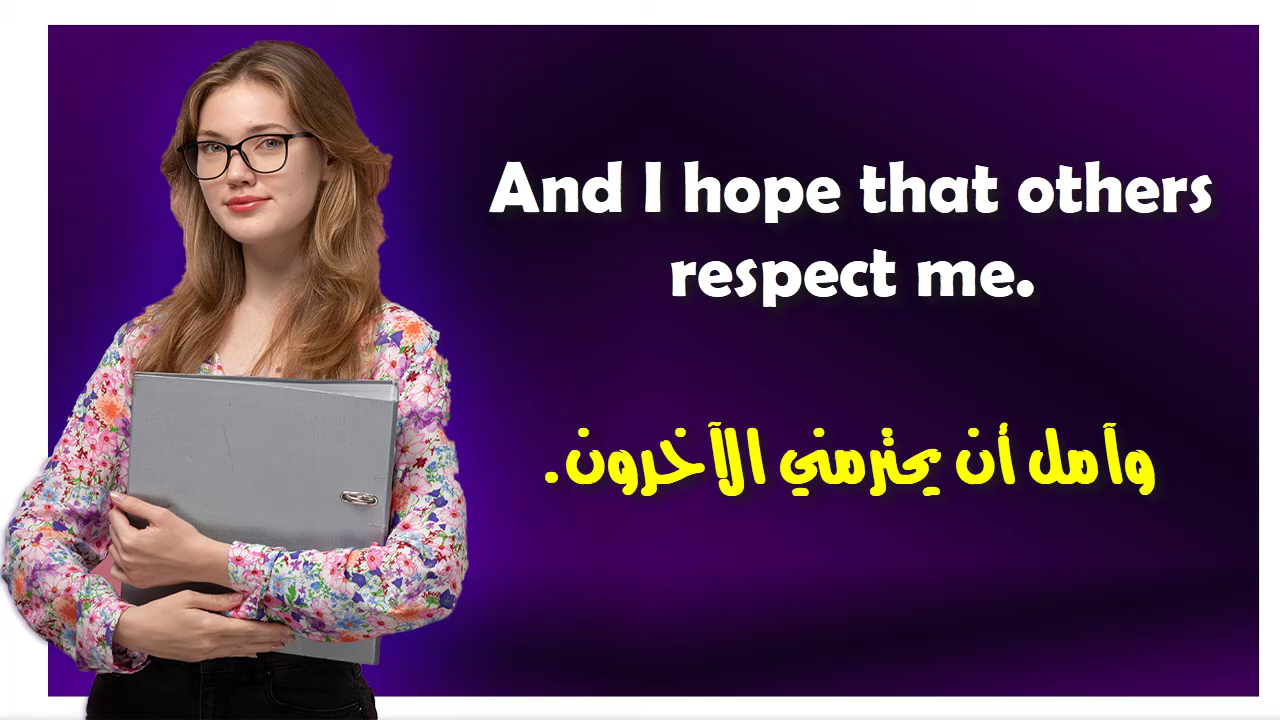 And I hope that others
respect me.
وآمل أن يحترمني الآخرون.